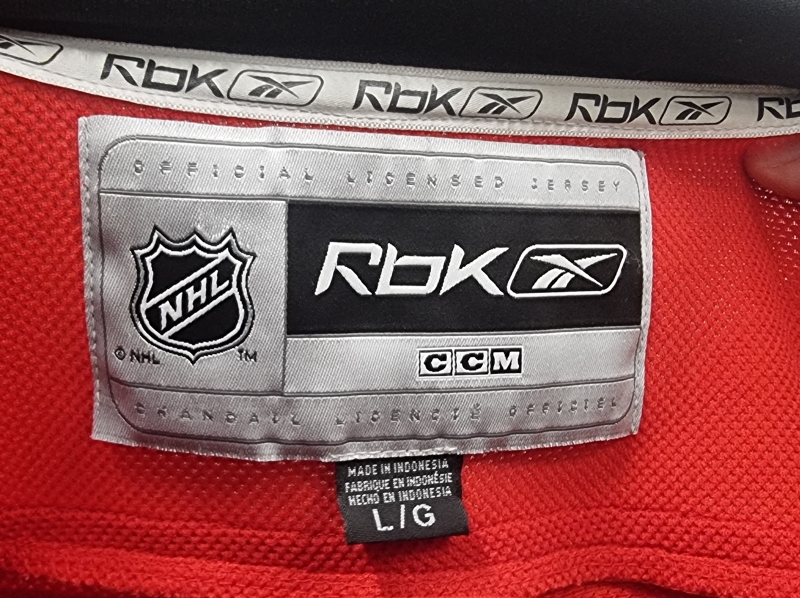 RbK RbK RbK Rb
OFFICIAL LICENSED JERSEY
NHL
RbK
© NHL TM
CCM
CHANDAIL LICENCIÉ OFFICIEL
MADE IN INDONESIA
FABRIQUE EN INDONÉSIE
HECHO EN INDONESIA
L/G